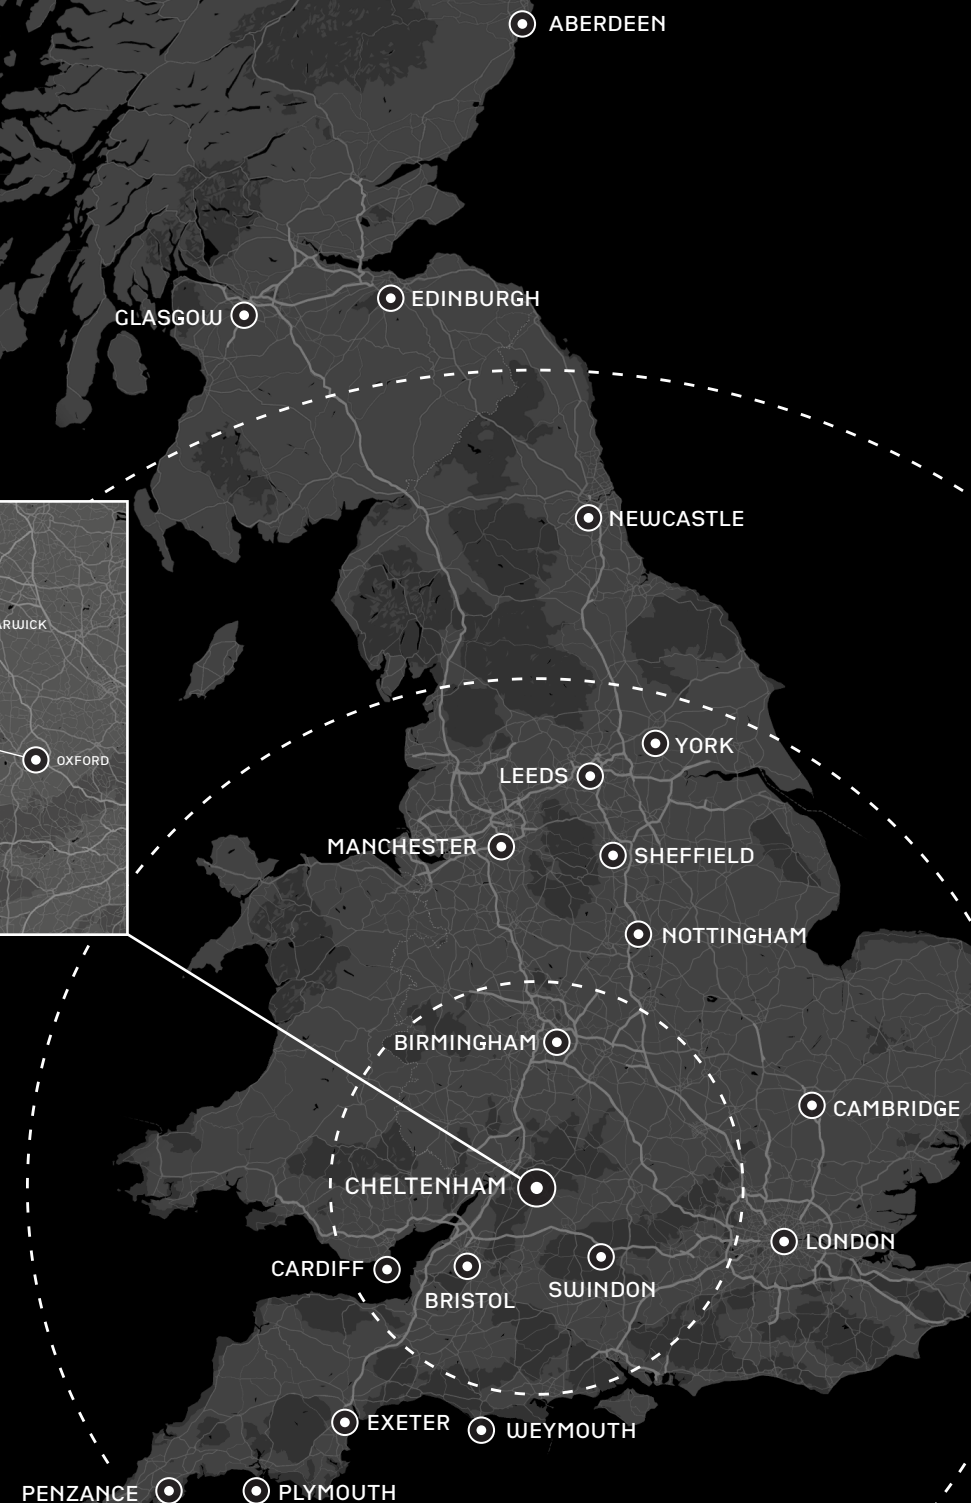 ABERDEEN
EDINBURGH
GLASGOW
NEWCASTLE
OXFORD
YORK
LEEDS
MANCHESTER
SHEFFIELD
NOTTINGHAM
BIRMINGHAM
CAMBRIDGE
CHELTENHAM
LONDON
CARDIFF
SWINDON
BRISTOL
EXETER
WEYMOUTH
PENZANCE
PLYMOUTH